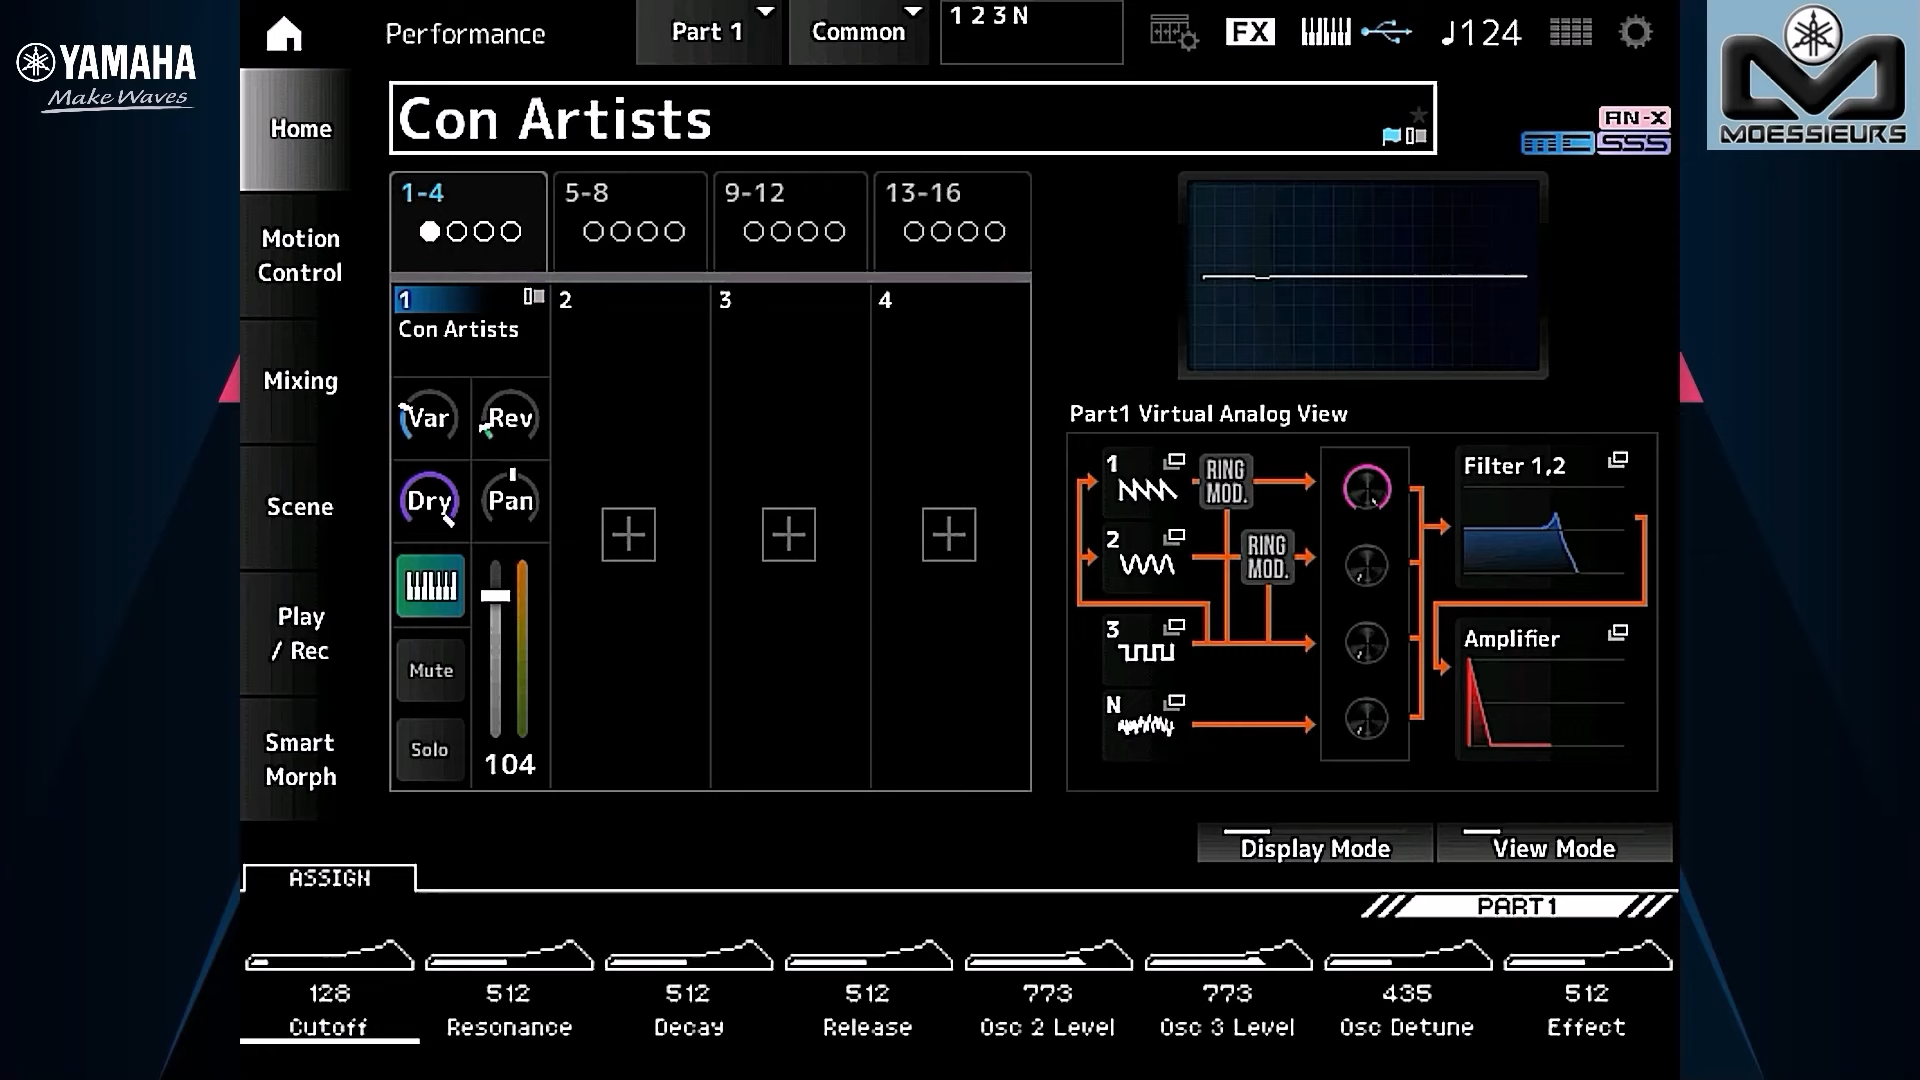 YAMAHA
Make Waves
Performance
Part 1
Common
1 2 3 N
FX
♩124
MOESSIEURS
Home
Motion
Control
Mixing
Scene
Play
/ Rec
Smart
Morph
Con Artists
AN-X
SSS
1-4
5-8
9-12
13-16
1
2
3
4
Con Artists
Var
Rev
Dry
Pan
Mute
Solo
104
Part1 Virtual Analog View
1
RING
MOD.
2
RING
MOD.
3
N
Filter 1,2
Amplifier
Display Mode
View Mode
ASSIGN
PART1
128
512
512
512
773
773
435
512
Cutoff
Resonance
Decay
Release
Osc 2 Level
Osc 3 Level
Osc Detune
Effect